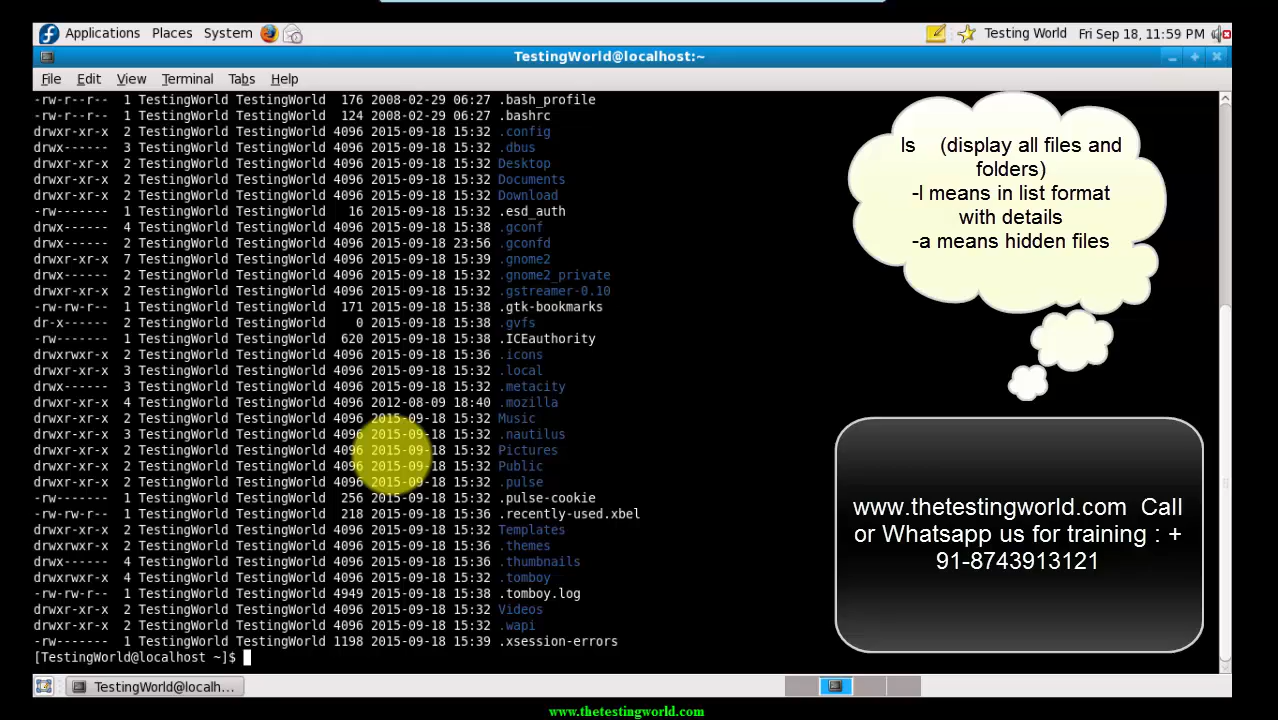 Applications Places System Testing World Fri Sep 18, 11:59 PM
TestingWorld@localhost:~
File Edit View Terminal Tabs Help
-rw-r--r-- 1 TestingWorld TestingWorld 176 2008-02-29 06:27 .bash_profile
-rw-r--r-- 1 TestingWorld TestingWorld 124 2008-02-29 06:27 .bashrc
drwxr-xr-x 2 TestingWorld TestingWorld 4096 2015-09-18 15:32 .config
drwx------ 3 TestingWorld TestingWorld 4096 2015-09-18 15:32 .dbus
drwxr-xr-x 2 TestingWorld TestingWorld 4096 2015-09-18 15:32 Desktop
drwxr-xr-x 2 TestingWorld TestingWorld 4096 2015-09-18 15:32 Documents
drwxr-xr-x 2 TestingWorld TestingWorld 4096 2015-09-18 15:32 Download
-rw------- 1 TestingWorld TestingWorld 16 2015-09-18 15:32 .esd_auth
drwx------ 4 TestingWorld TestingWorld 4096 2015-09-18 15:38 .gconf
drwx------ 2 TestingWorld TestingWorld 4096 2015-09-18 23:56 .gconfd
drwxr-xr-x 7 TestingWorld TestingWorld 4096 2015-09-18 15:39 .gnome2
drwx------ 2 TestingWorld TestingWorld 4096 2015-09-18 15:32 .gnome2_private
drwxr-xr-x 2 TestingWorld TestingWorld 4096 2015-09-18 15:32 .gstreamer-0.10
-rw-rw-r-- 1 TestingWorld TestingWorld 171 2015-09-18 15:38 .gtk-bookmarks
dr-x------ 2 TestingWorld TestingWorld 0 2015-09-18 15:38 .gvfs
-rw------- 1 TestingWorld TestingWorld 620 2015-09-18 15:38 .ICEauthority
drwxrwxr-x 2 TestingWorld TestingWorld 4096 2015-09-18 15:36 .icons
drwxr-xr-x 3 TestingWorld TestingWorld 4096 2015-09-18 15:32 .local
drwx------ 3 TestingWorld TestingWorld 4096 2015-09-18 15:32 .metacity
drwxr-xr-x 4 TestingWorld TestingWorld 4096 2012-08-09 18:40 .mozilla
drwxr-xr-x 2 TestingWorld TestingWorld 4096 2015-09-18 15:32 Music
drwxr-xr-x 3 TestingWorld TestingWorld 4096 2015-09-18 15:32 .nautilus
drwxr-xr-x 2 TestingWorld TestingWorld 4096 2015-09-18 15:32 Pictures
drwxr-xr-x 2 TestingWorld TestingWorld 4096 2015-09-18 15:32 Public
drwxr-xr-x 2 TestingWorld TestingWorld 4096 2015-09-18 15:32 .pulse
-rw------- 1 TestingWorld TestingWorld 256 2015-09-18 15:32 .pulse-cookie
-rw-rw-r-- 1 TestingWorld TestingWorld 218 2015-09-18 15:36 .recently-used.xbel
drwxr-xr-x 2 TestingWorld TestingWorld 4096 2015-09-18 15:32 Templates
drwxrwxr-x 2 TestingWorld TestingWorld 4096 2015-09-18 15:36 .themes
drwx------ 4 TestingWorld TestingWorld 4096 2015-09-18 15:36 .thumbnails
drwxrwxr-x 4 TestingWorld TestingWorld 4096 2015-09-18 15:32 .tomboy
-rw-rw-r-- 1 TestingWorld TestingWorld 4949 2015-09-18 15:38 .tomboy.log
drwxr-xr-x 2 TestingWorld TestingWorld 4096 2015-09-18 15:32 Videos
drwxr-xr-x 2 TestingWorld TestingWorld 4096 2015-09-18 15:32 .wapi
-rw------- 1 TestingWorld TestingWorld 1198 2015-09-18 15:39 .xsession-errors
[TestingWorld@localhost ~]$
ls (display all files and
folders)
-l means in list format
with details
-a means hidden files
www.thetestingworld.com Call
or Whatsapp us for training : +
91-8743913121
TestingWorld@localh...
www.thetestingworld.com